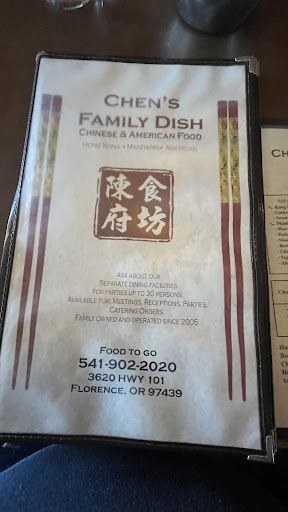 CHEN'S
FAMILY DISH
CHINESE & AMERICAN FOOD
HONG KONG • MANDARIN • AMERICAN
食坊
陳府
ASK ABOUT OUR
SEPARATE DINING FACILITIES
FOR PARTIES UP TO 30 PERSONS.
AVAILABLE FOR, MEETINGS, RECEPTIONS, PARTIES,
CATERING ORDERS.
FAMILY OWNED AND OPERATED SINCE 2005
FOOD TO GO
541-902-2020
3620 HWY 101
FLORENCE, OR 97439